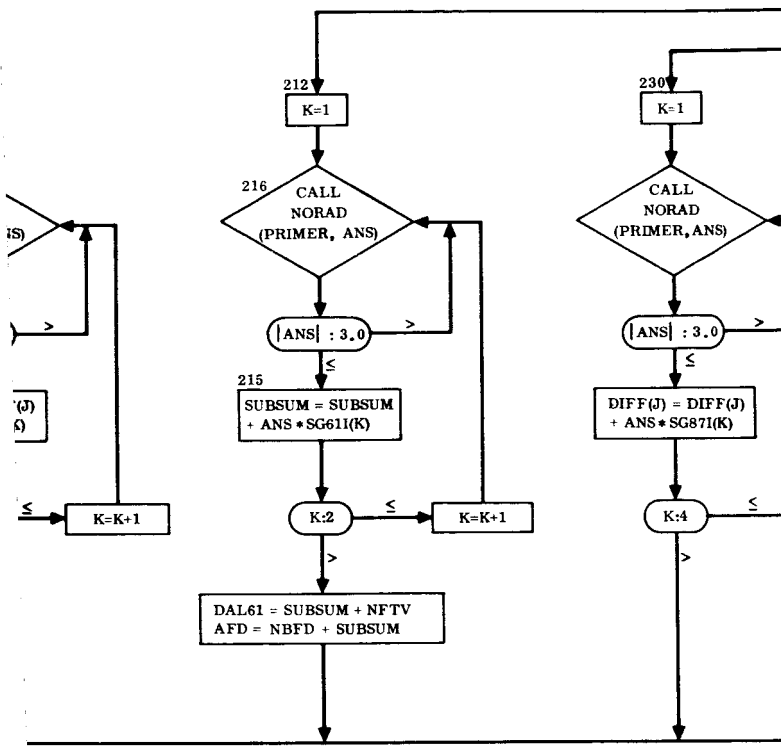 212
K=1
216
CALL
NORAD
(PRIMER, ANS)
|ANS| : 3.0
>
≤
215
SUBSUM = SUBSUM
+ ANS * SG61I(K)
K:2
≤
K=K+1
>
DAL61 = SUBSUM + NFTV
AFD = NBFD + SUBSUM
230
K=1
CALL
NORAD
(PRIMER, ANS)
|ANS| : 3.0
>
≤
DIFF(J) = DIFF(J)
+ ANS * SG87I(K)
K:4
≤
>
NS)
>
(J)
K)
≤
K=K+1